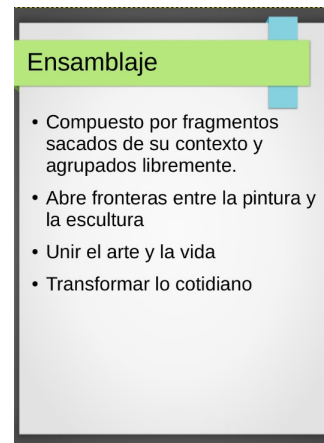 Ensamblaje
• Compuesto por fragmentos
sacados de su contexto y
agrupados libremente.
• Abre fronteras entre la pintura y
la escultura
• Unir el arte y la vida
• Transformar lo cotidiano